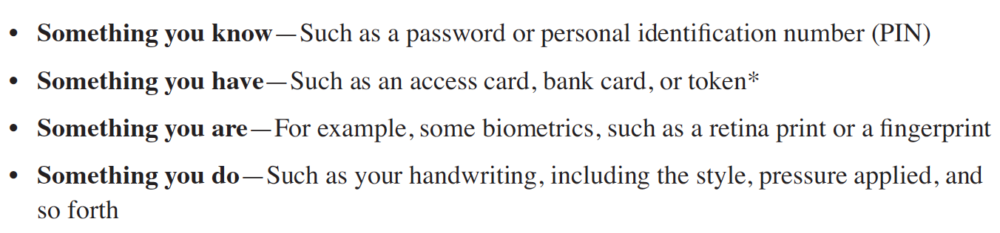 • Something you know—Such as a password or personal identification number (PIN)
• Something you have—Such as an access card, bank card, or token*
• Something you are—For example, some biometrics, such as a retina print or a fingerprint
• Something you do—Such as your handwriting, including the style, pressure applied, and
so forth